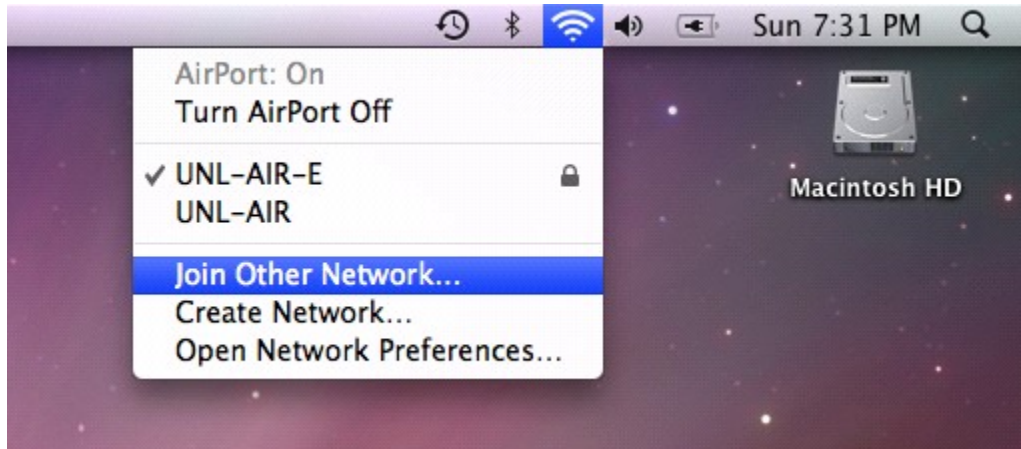 Sun 7:31 PM
AirPort: On
Turn AirPort Off
UNL-AIR-E
UNL-AIR
Join Other Network...
Create Network...
Open Network Preferences...
Macintosh HD